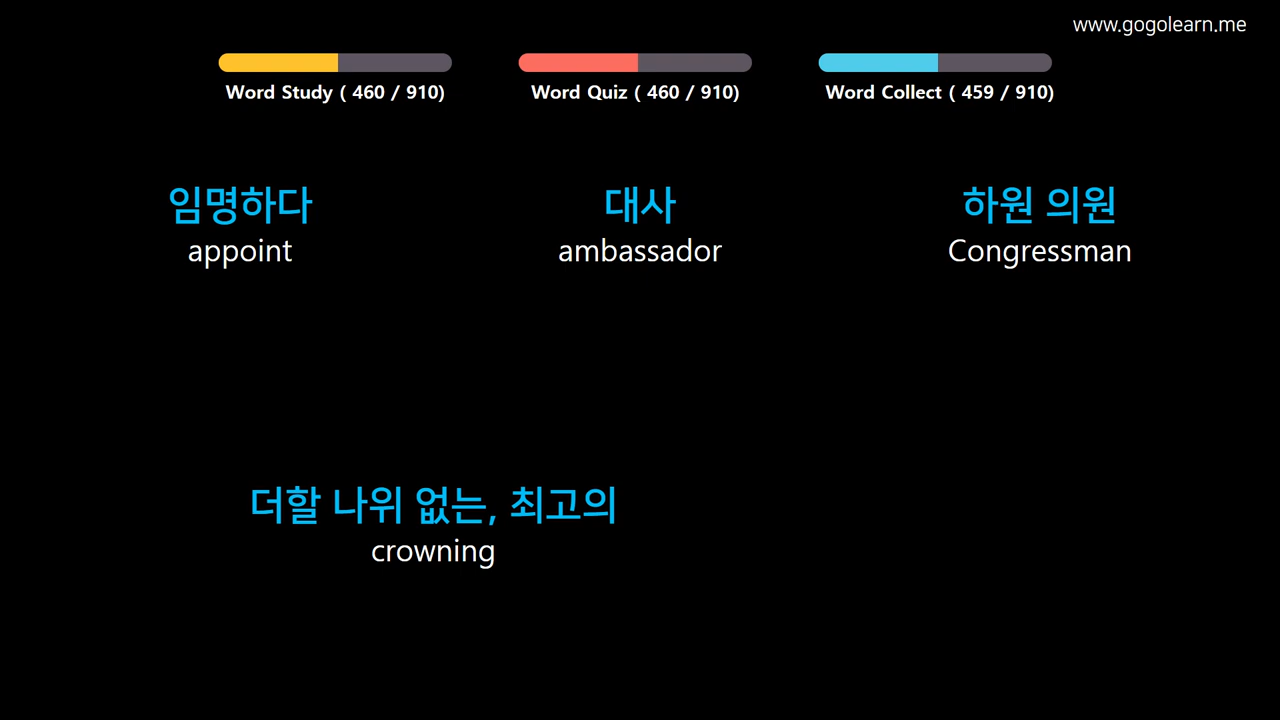 www.gogolearn.me
Word Study ( 460 / 910)
Word Quiz ( 460 / 910)
Word Collect ( 459 / 910)
임명하다
appoint
대사
ambassador
하원 의원
Congressman
더할 나위 없는, 최고의
crowning